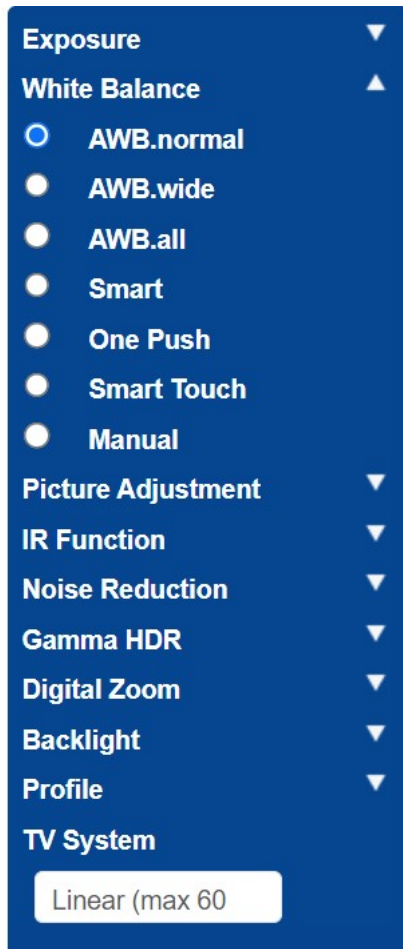 Exposure
White Balance
AWB.normal
AWB.wide
AWB.all
Smart
One Push
Smart Touch
Manual
Picture Adjustment
IR Function
Noise Reduction
Gamma HDR
Digital Zoom
Backlight
Profile
TV System
Linear (max 60